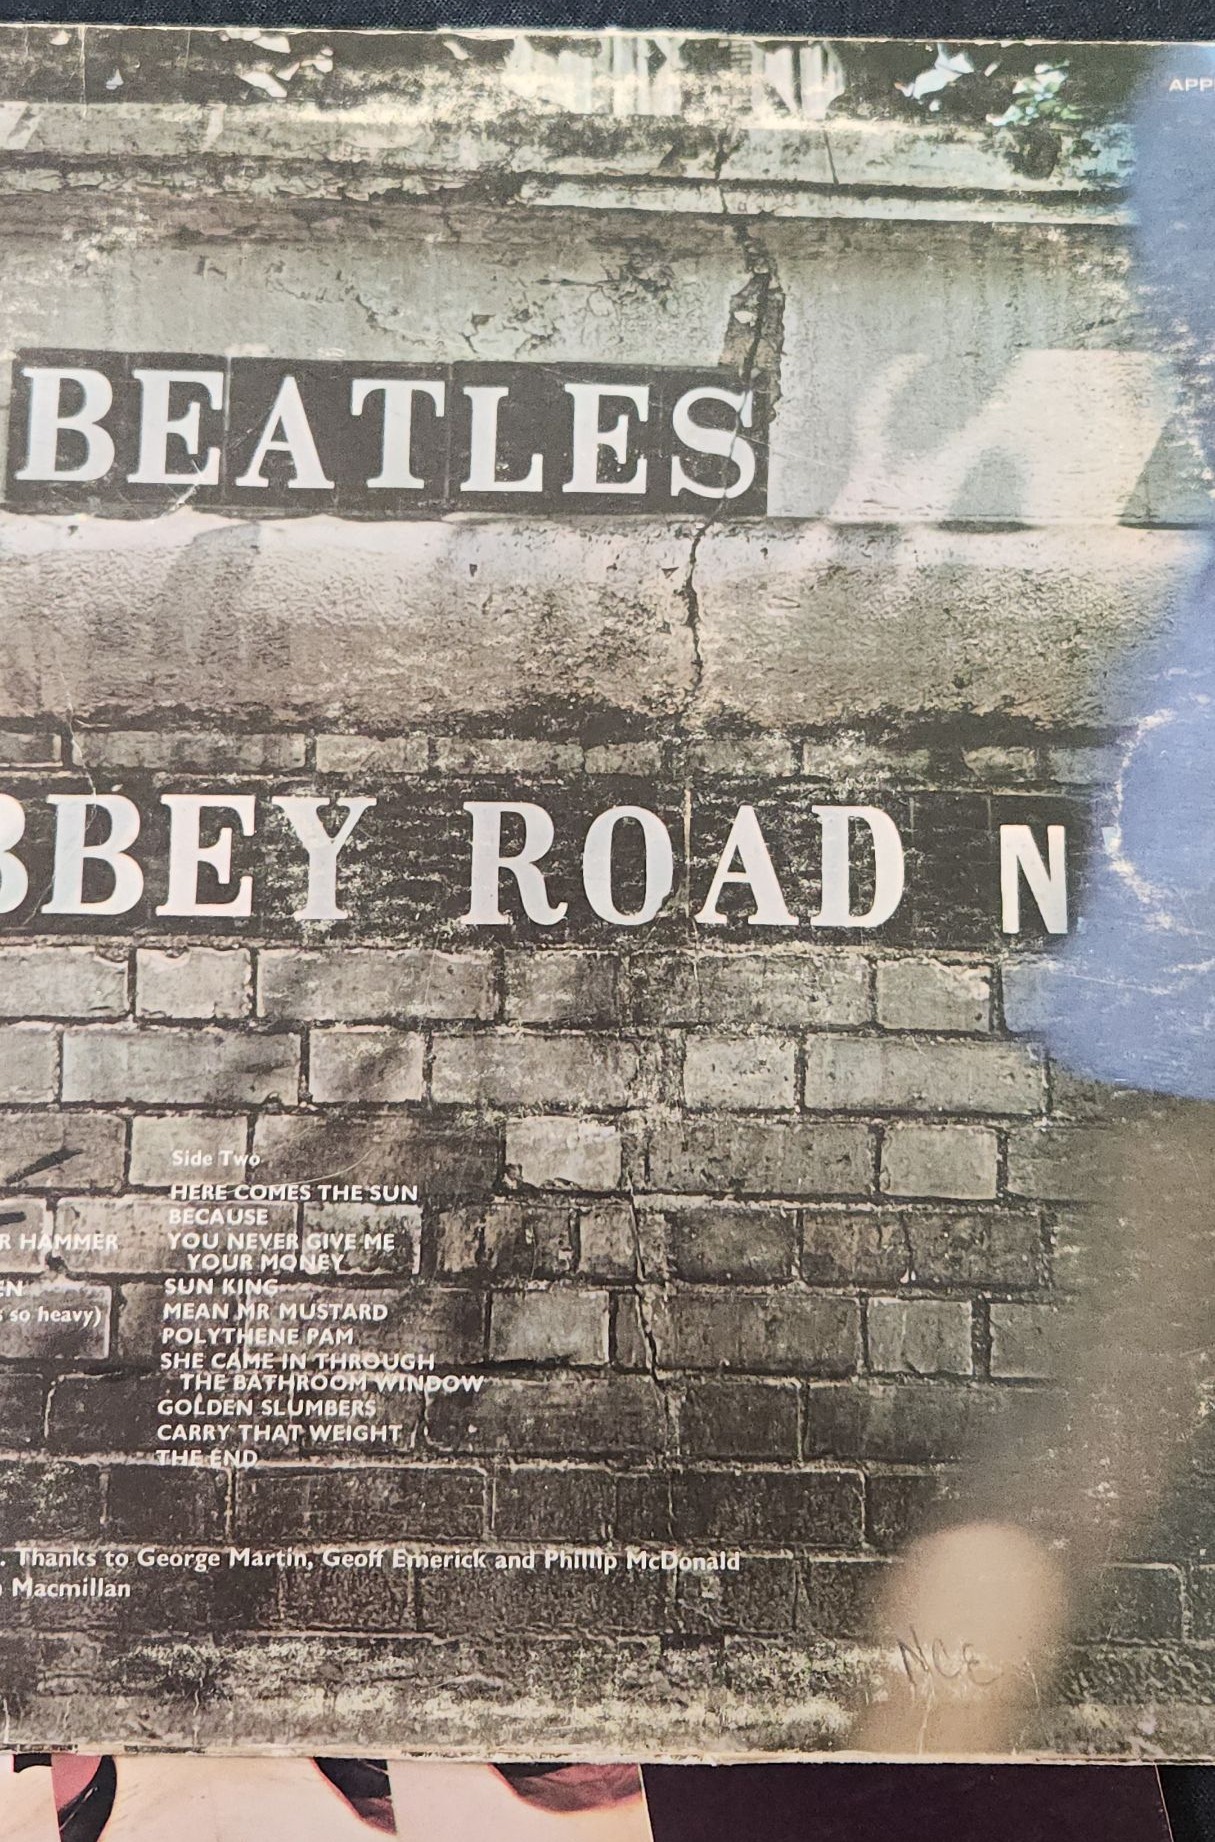 APP
BEATLES
BBEY ROAD N
Side Two
HERE COMES THE SUN
BECAUSE
R HAMMER
YOU NEVER GIVE ME
YOUR MONEY
EN
SUN KING
s so heavy)
MEAN MR MUSTARD
POLYTHENE PAM
SHE CAME IN THROUGH
THE BATHROOM WINDOW
GOLDEN SLUMBERS
CARRY THAT WEIGHT
THE END
. Thanks to George Martin, Geoff Emerick and Phillip McDonald
Macmillan
NCE